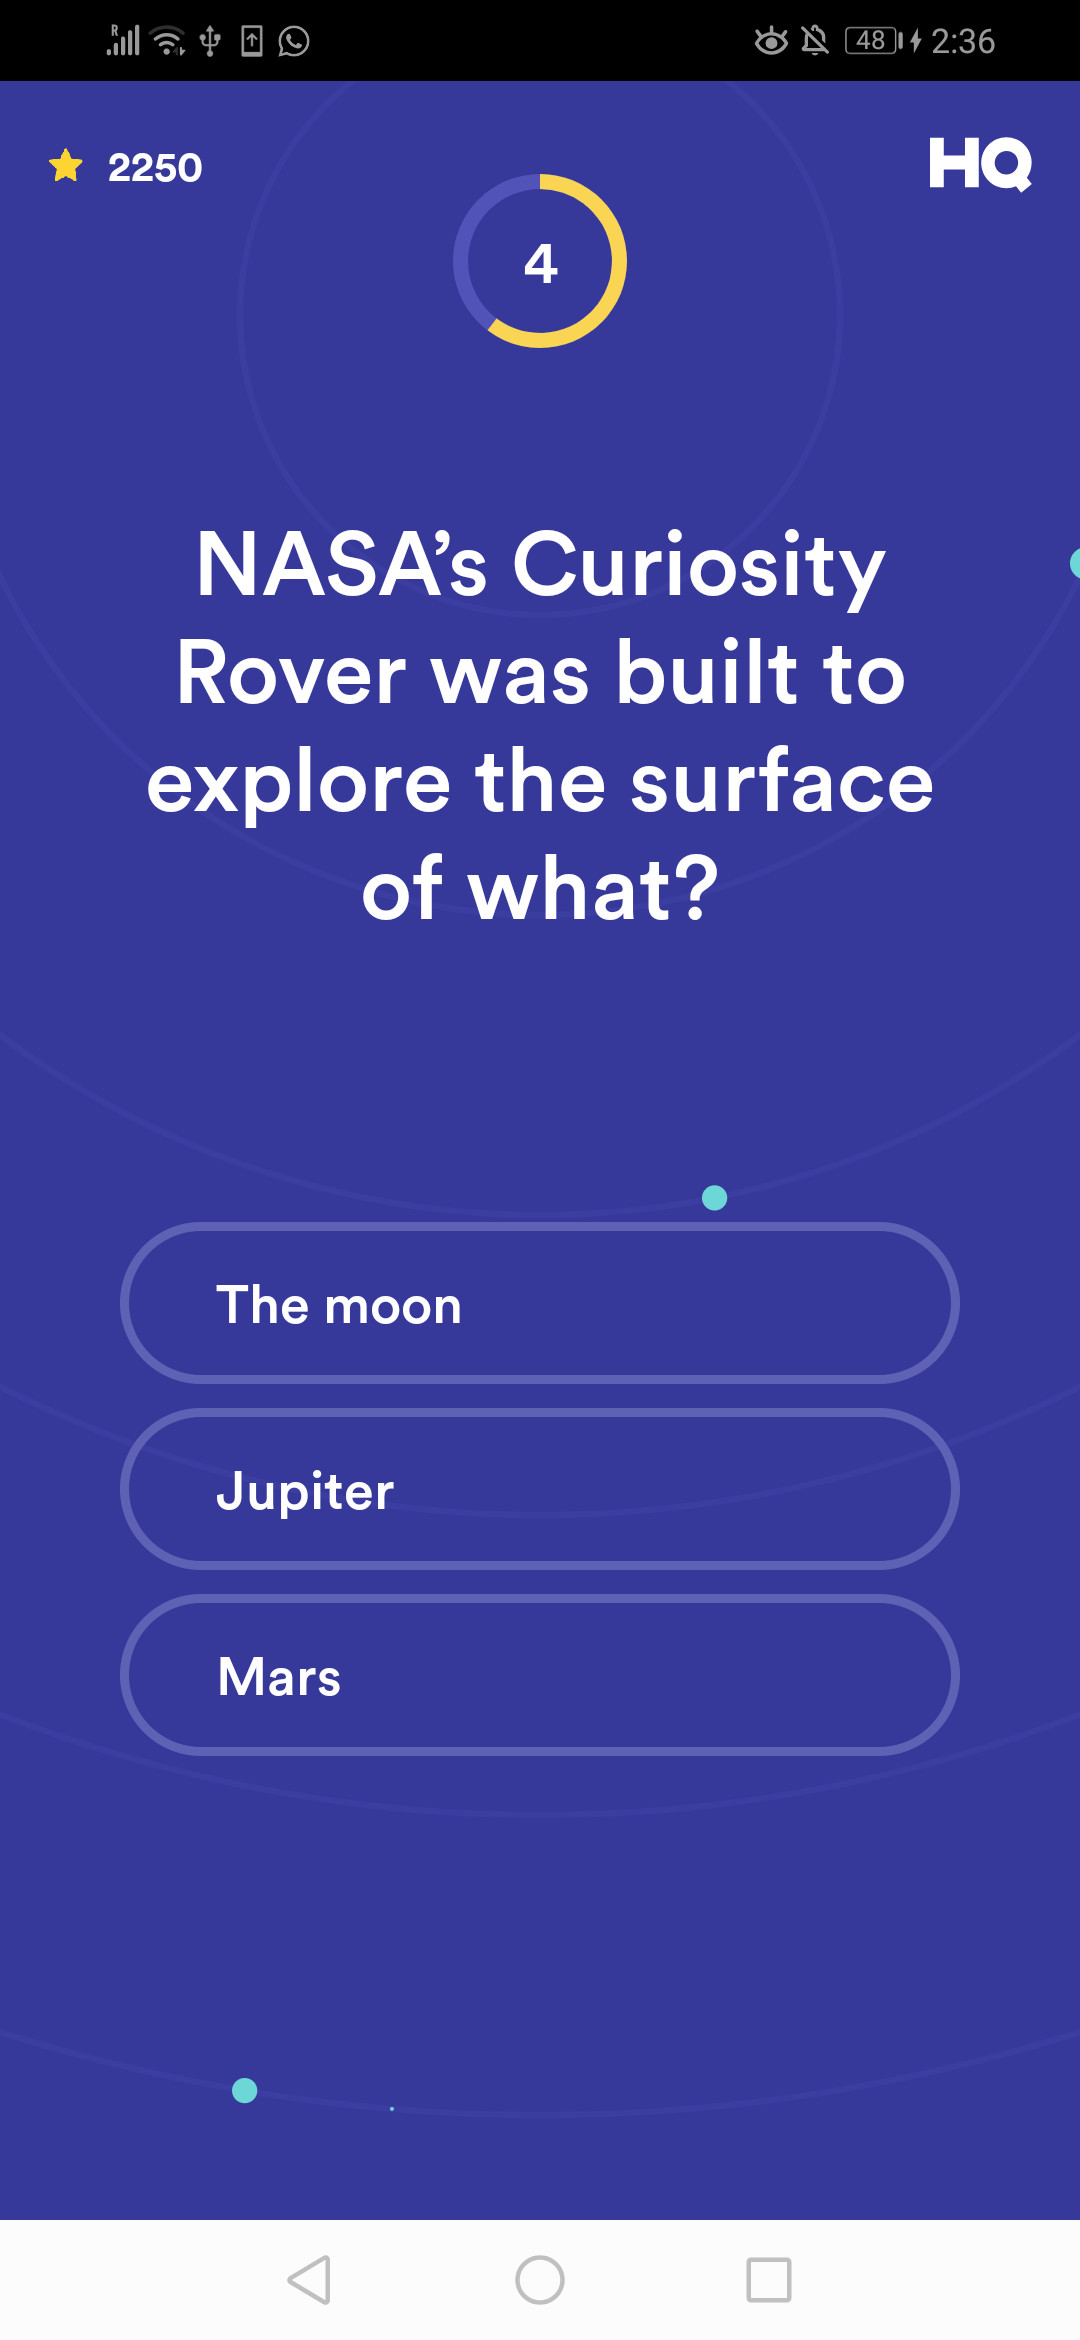 R 48 2:36
2250
HQ
4
NASA’s Curiosity
Rover was built to
explore the surface
of what?
The moon
Jupiter
Mars